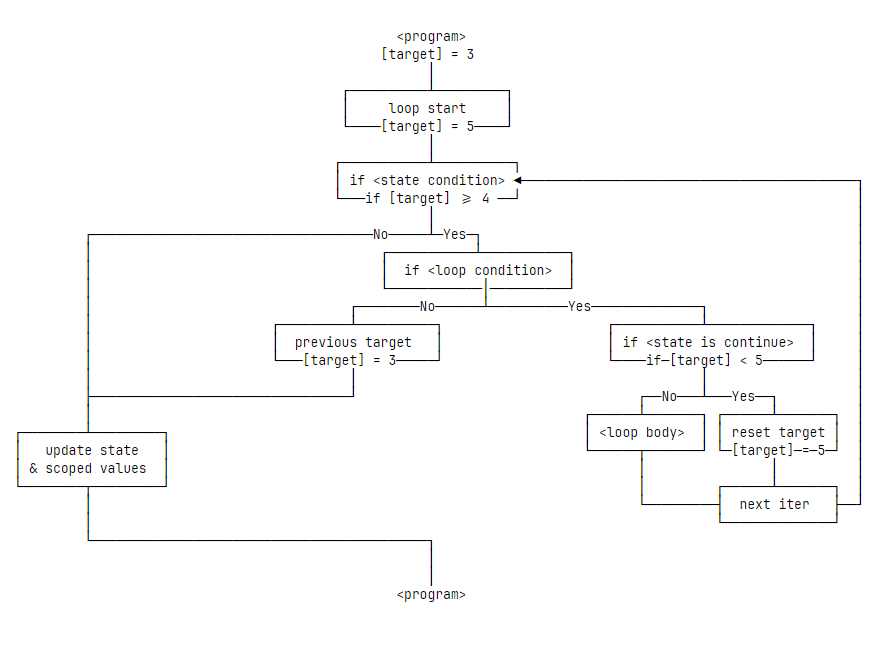 <program>
[target] = 3
loop start
[target] = 5
if <state condition>
if [target] ⩾ 4
No Yes
if <loop condition>
No Yes
previous target if <state is continue>
[target] = 3 if [target] < 5
No Yes
update state <loop body> reset target
& scoped values [target] = 5
next iter
<program>